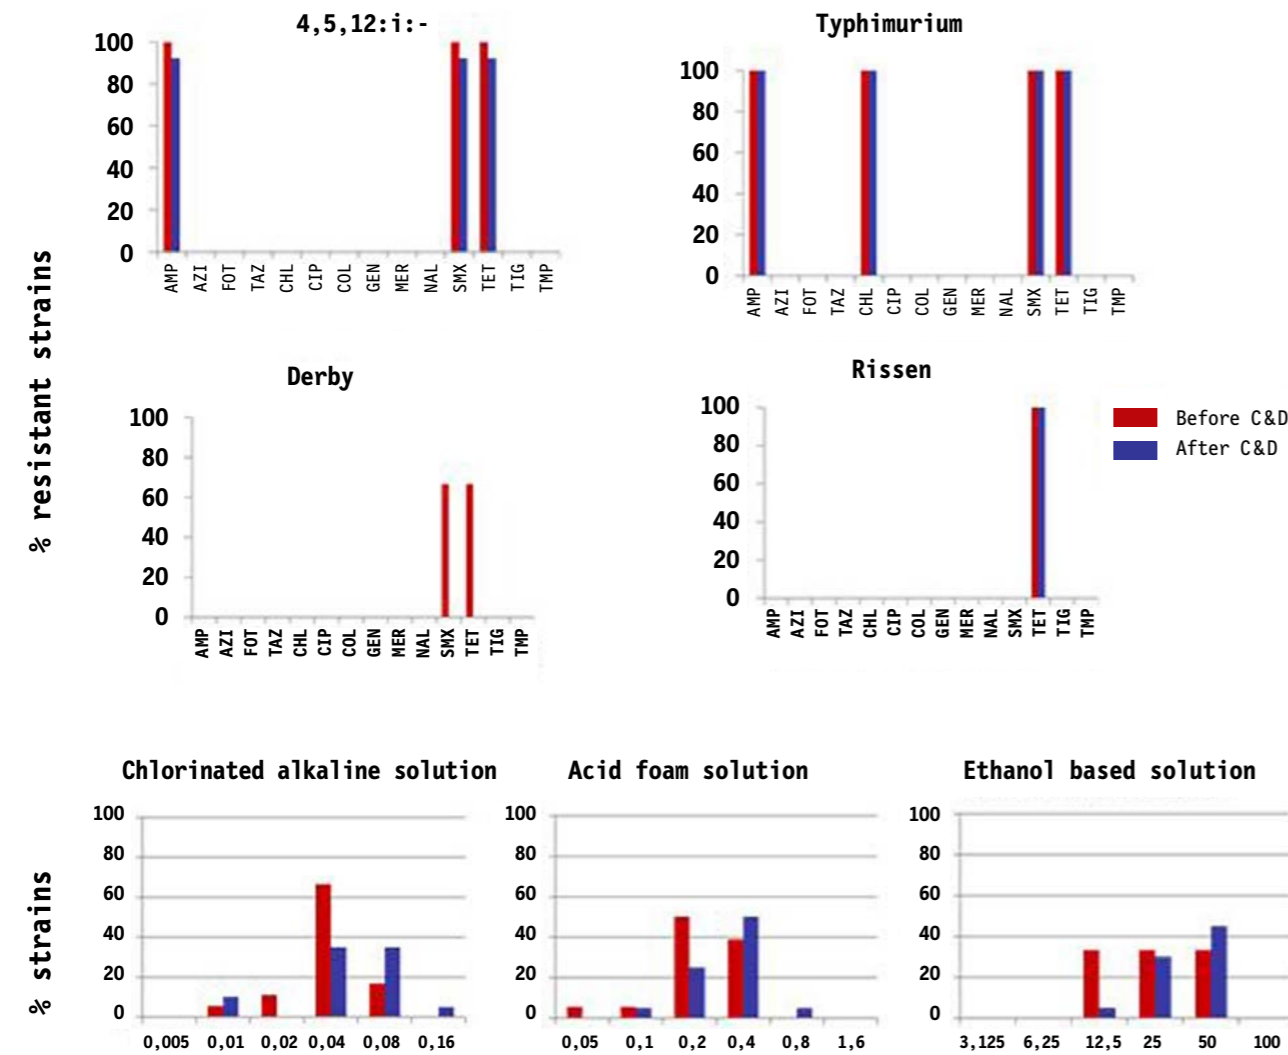 4,5,12:i:-
100
80
60
40
20
0
AMP AZI FOT TAZ CHL CIP COL GEN MER NAL SMX TET TIG TMP
Typhimurium
100
80
60
40
20
0
AMP AZI FOT TAZ CHL CIP COL GEN MER NAL SMX TET TIG TMP
% resistant strains
Derby
100
80
60
40
20
0
AMP AZI FOT TAZ CHL CIP COL GEN MER NAL SMX TET TIG TMP
Rissen
100
80
60
40
20
0
AMP AZI FOT TAZ CHL CIP COL GEN MER NAL SMX TET TIG TMP
Before C&D
After C&D
% strains
Chlorinated alkaline solution
100
80
60
40
20
0
0,005 0,01 0,02 0,04 0,08 0,16
Acid foam solution
100
80
60
40
20
0
0,05 0,1 0,2 0,4 0,8 1,6
Ethanol based solution
100
80
60
40
20
0
3,125 6,25 12,5 25 50 100